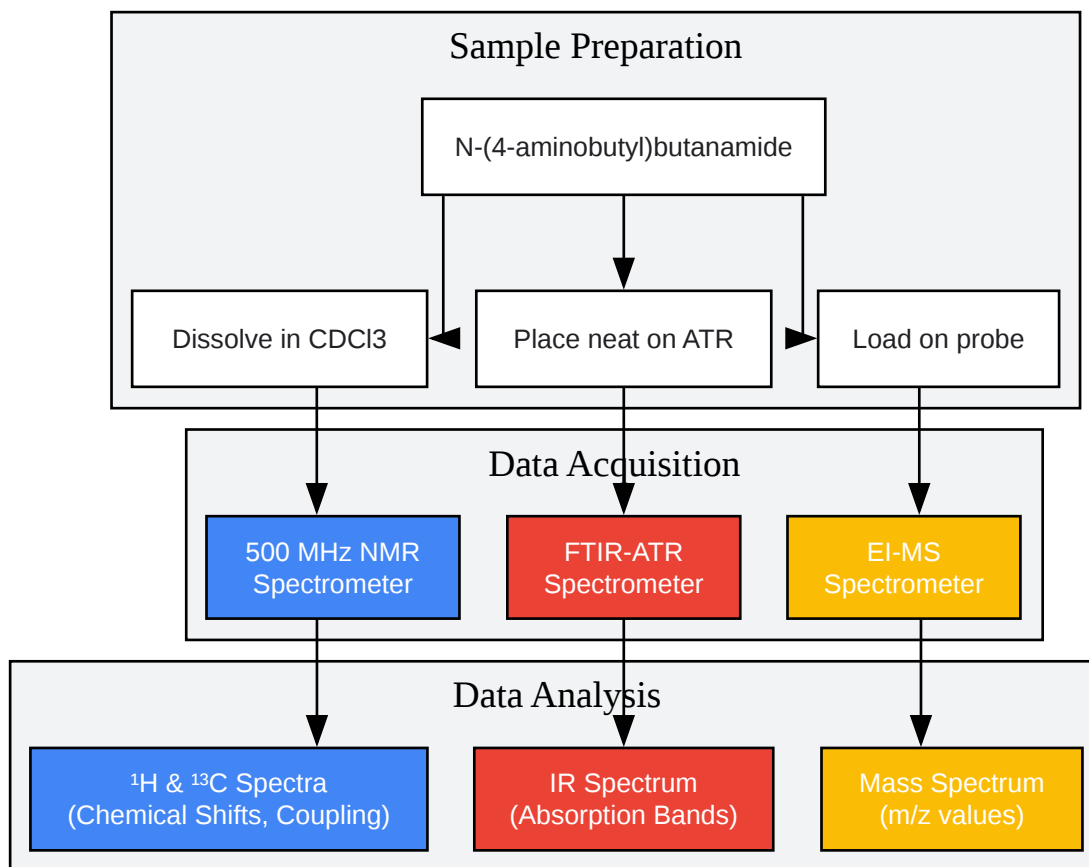 Sample Preparation
N-(4-aminobutyl)butanamide
Dissolve in CDCl3
Place neat on ATR
Load on probe
Data Acquisition
500 MHz NMR
Spectrometer
FTIR-ATR
Spectrometer
EI-MS
Spectrometer
Data Analysis
¹H & ¹³C Spectra
(Chemical Shifts, Coupling)
IR Spectrum
(Absorption Bands)
Mass Spectrum
(m/z values)